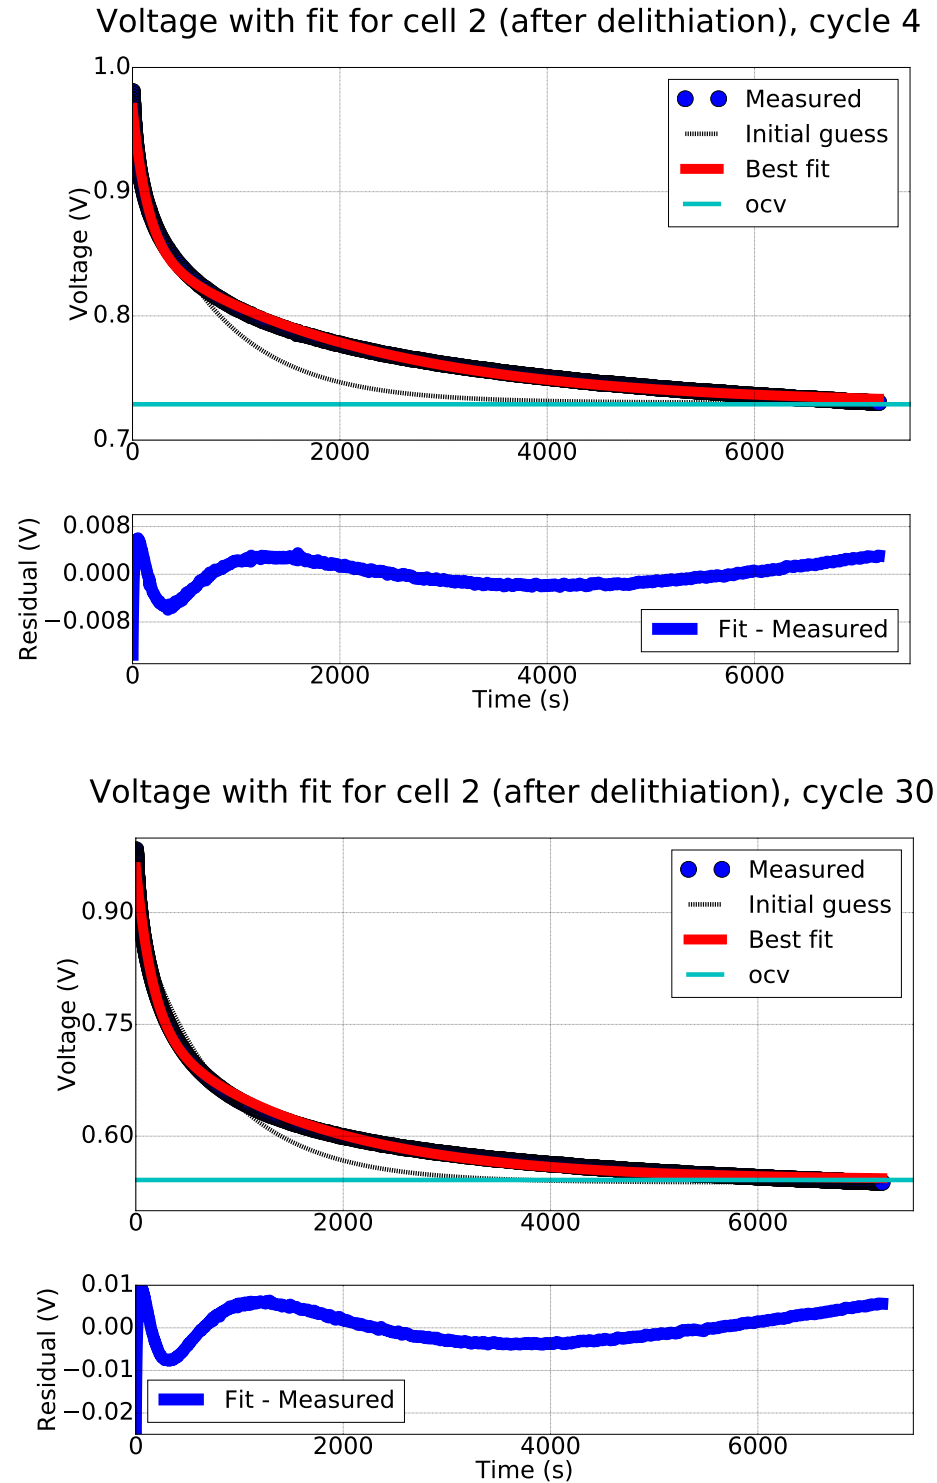 Voltage with fit for cell 2 (after delithiation), cycle 4
1.0
0.9
0.8
0.7
Voltage (V)
Measured
Initial guess
Best fit
ocv
0 2000 4000 6000
0.008
0.000
−0.008
Residual (V)
Fit - Measured
0 2000 4000 6000
Time (s)
Voltage with fit for cell 2 (after delithiation), cycle 30
0.90
0.75
0.60
Voltage (V)
Measured
Initial guess
Best fit
ocv
0 2000 4000 6000
0.01
0.00
−0.01
−0.02
Residual (V)
Fit - Measured
0 2000 4000 6000
Time (s)